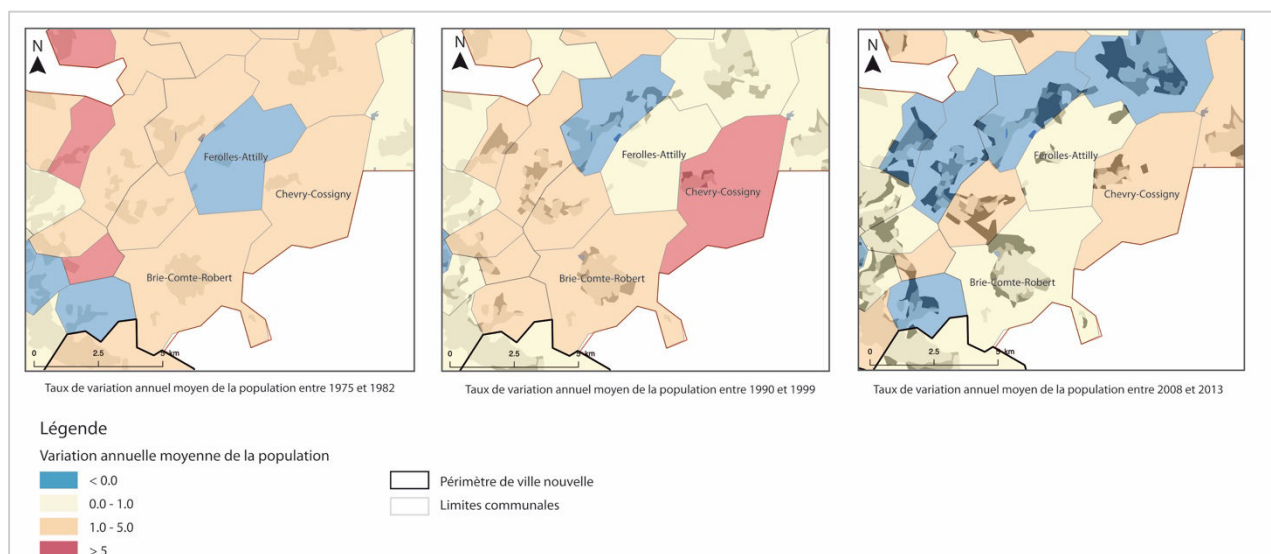 N
Ferolles-Attilly
Chevry-Cossigny
Brie-Comte-Robert
0
2.5
5 km
Taux de variation annuel moyen de la population entre 1975 et 1982
N
Ferolles-Attilly
Chevry-Cossigny
Brie-Comte-Robert
0
2.5
5 km
Taux de variation annuel moyen de la population entre 1990 et 1999
N
Ferolles-Attilly
Chevry-Cossigny
Brie-Comte-Robert
0
2.5
5 km
Taux de variation annuel moyen de la population entre 2008 et 2013
Légende
Variation annuelle moyenne de la population
< 0.0
0.0 - 1.0
1.0 - 5.0
> 5
Périmètre de ville nouvelle
Limites communales